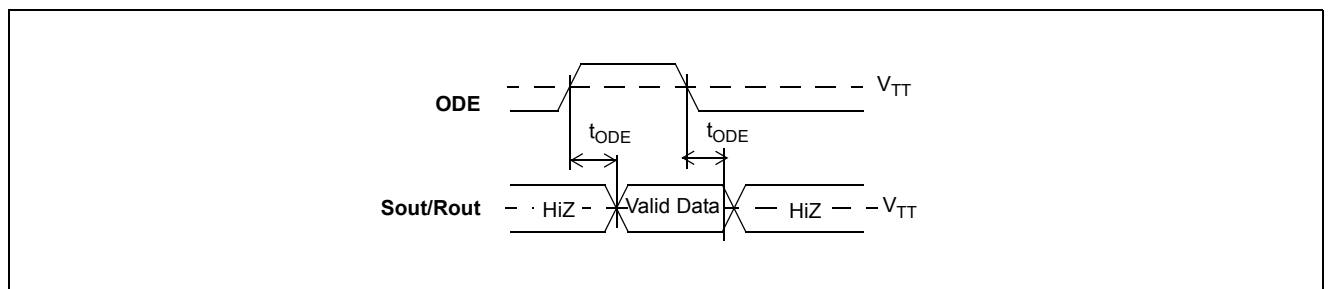 V_TT
ODE
t_ODE t_ODE
Sout/Rout HiZ Valid Data HiZ V_TT